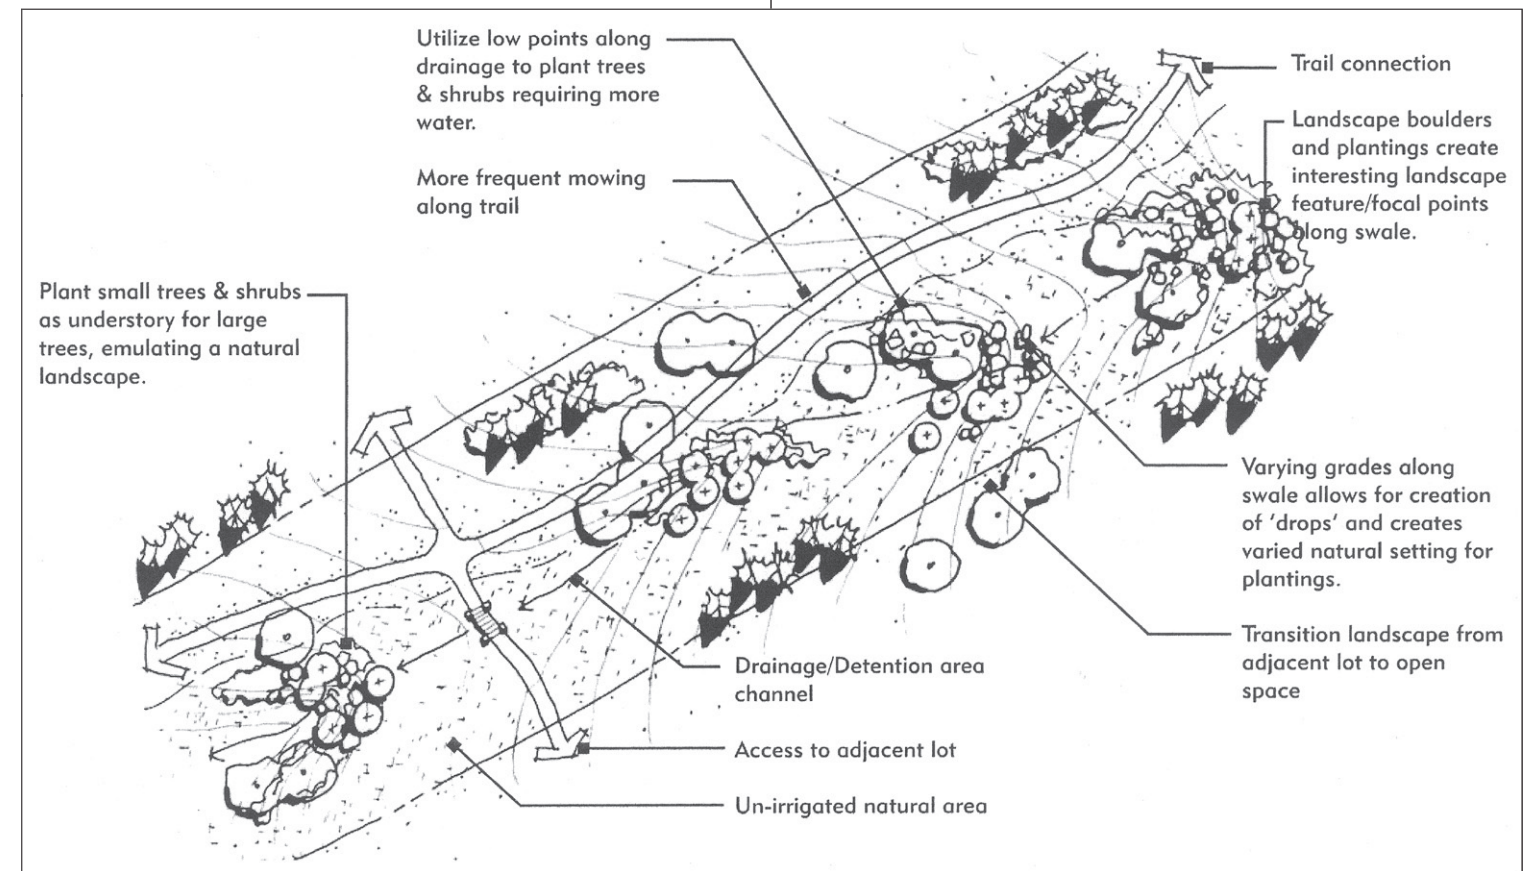 Utilize low points along
drainage to plant trees
& shrubs requiring more
water.
More frequent mowing
along trail
Plant small trees & shrubs
as understory for large
trees, emulating a natural
landscape.
Trail connection
Landscape boulders
and plantings create
interesting landscape
feature/focal points
along swale.
Varying grades along
swale allows for creation
of ‘drops‘ and creates
varied natural setting for
plantings.
Transition landscape from
adjacent lot to open
space
Drainage/Detention area
channel
Access to adjacent lot
Un-irrigated natural area